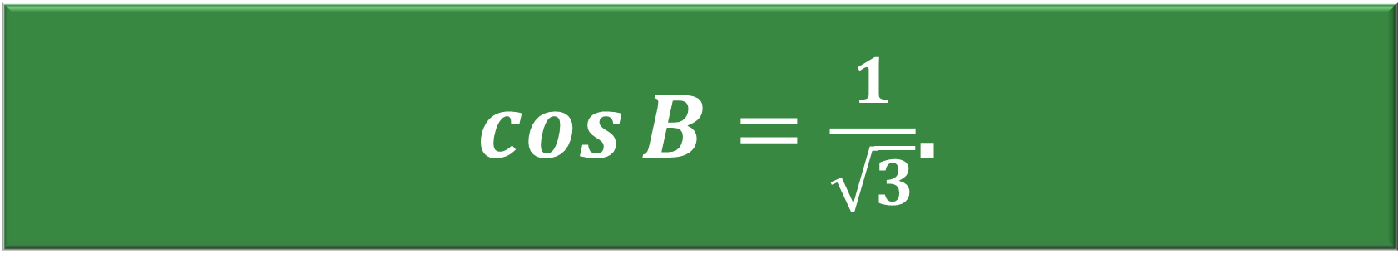 cos B = 1/√3.